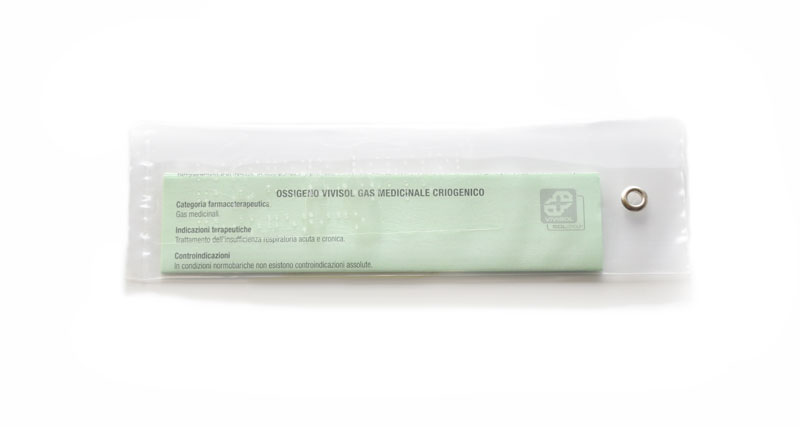 OSSIGENO VIVISOL GAS MEDICINALE CRIOGENICO
Categoria farmacoterapeutica
Gas medicinali.
Indicazioni terapeutiche
Trattamento dell'insufficienza respiratoria acuta e cronica.
Controindicazioni
In condizioni normobariche non esistono controindicazioni assolute.